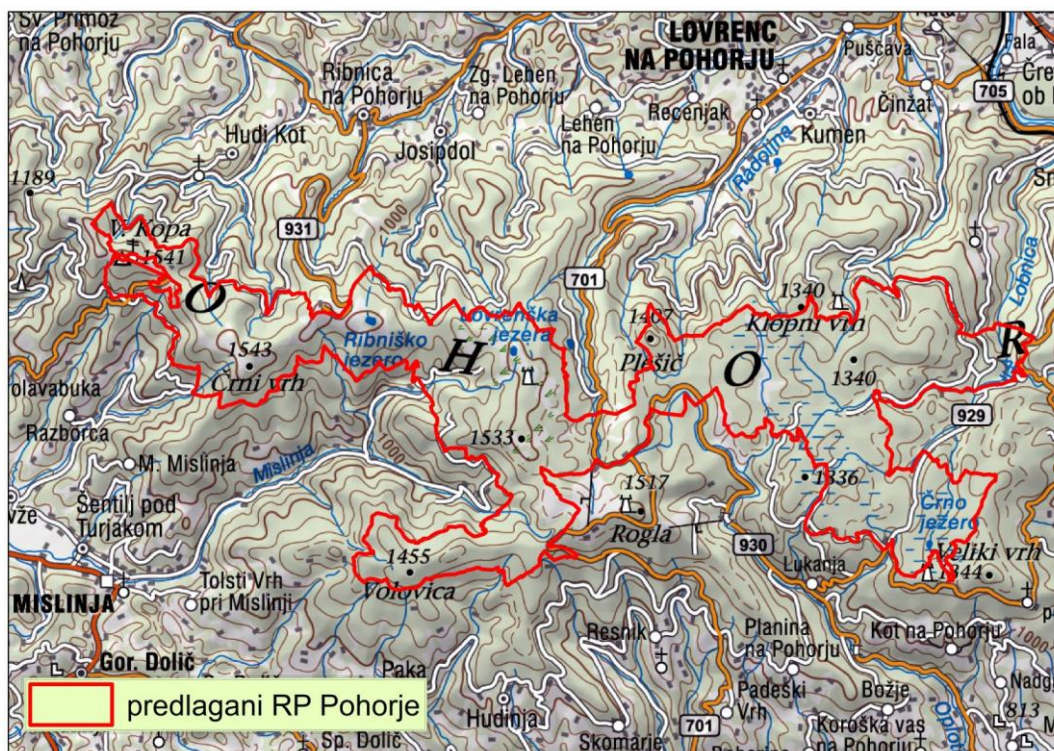 Sv. Primož
na Pohorju
LOVRENC
NA POHORJU
Puščava
Fala
705
Ribnica
na Pohorju
Zg. Lehen
na Pohorju
Recenjak
Činžat
Hudi Kot
Josipdol
Lehen
na Pohorju
Kumen
Radoljna
1189
1000
931
V. Kopa
1541
701
Lobnica
O
1340
Klopni vrh
1467
Plešič
Lovrenška
jezera
Ribniško
jezero
H
O
R
1543
Črni vrh
1340
Razborca
929
M. Mislinja
Mislinja
1000
1533
Šentilj pod
Turjakom
1517
Rogla
1336
Črno
jezero
Veliki vrh
1344
930
Lukanja
1455
Volovica
MISLINJA
Tolsti Vrh
pri Mislinji
Resnik
Planina
na Pohorju
Kot na Pohorju
1000
Gor. Dolič
Paka
Hudinja
Padeški
Vrh
Božje
813
predlagani RP Pohorje
Sp. Dolič
Skomarje
701
Koroška vas
na Pohorju